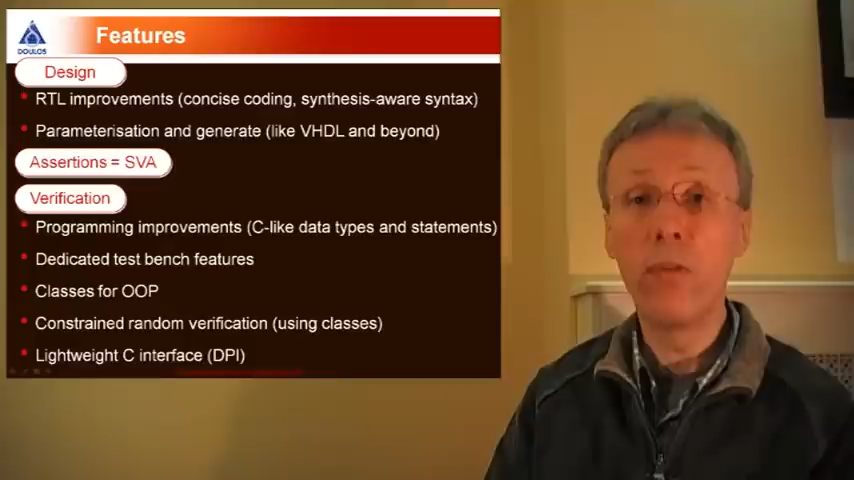 Features
DOULOS
Design
RTL improvements (concise coding, synthesis-aware syntax)
Parameterisation and generate (like VHDL and beyond)
Assertions = SVA
Verification
Programming improvements (C-like data types and statements)
Dedicated test bench features
Classes for OOP
Constrained random verification (using classes)
Lightweight C interface (DPI)